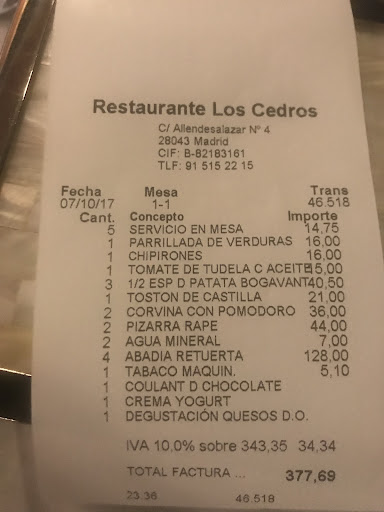 Restaurante Los Cedros
C/ Allendesalazar Nº 4
28043 Madrid
CIF: B-82183161
TLF: 91 515 22 15
Fecha Mesa Trans
07/10/17 1-1 46.518
Cant. Concepto Importe
5 SERVICIO EN MESA 14,75
1 PARRILLADA DE VERDURAS 16,00
1 CHIPIRONES 16,00
1 TOMATE DE TUDELA C ACEITE 15,00
3 1/2 ESP D PATATA BOGAVANT 40,50
1 TOSTON DE CASTILLA 21,00
2 CORVINA CON POMODORO 36,00
2 PIZARRA RAPE 44,00
2 AGUA MINERAL 7,00
4 ABADIA RETUERTA 128,00
1 TABACO MAQUIN. 5,10
1 COULANT D CHOCOLATE
1 CREMA YOGURT
1 DEGUSTACIÓN QUESOS D.O.
IVA 10,0% sobre 343,35 34,34
TOTAL FACTURA ... 377,69
23.36 46.518